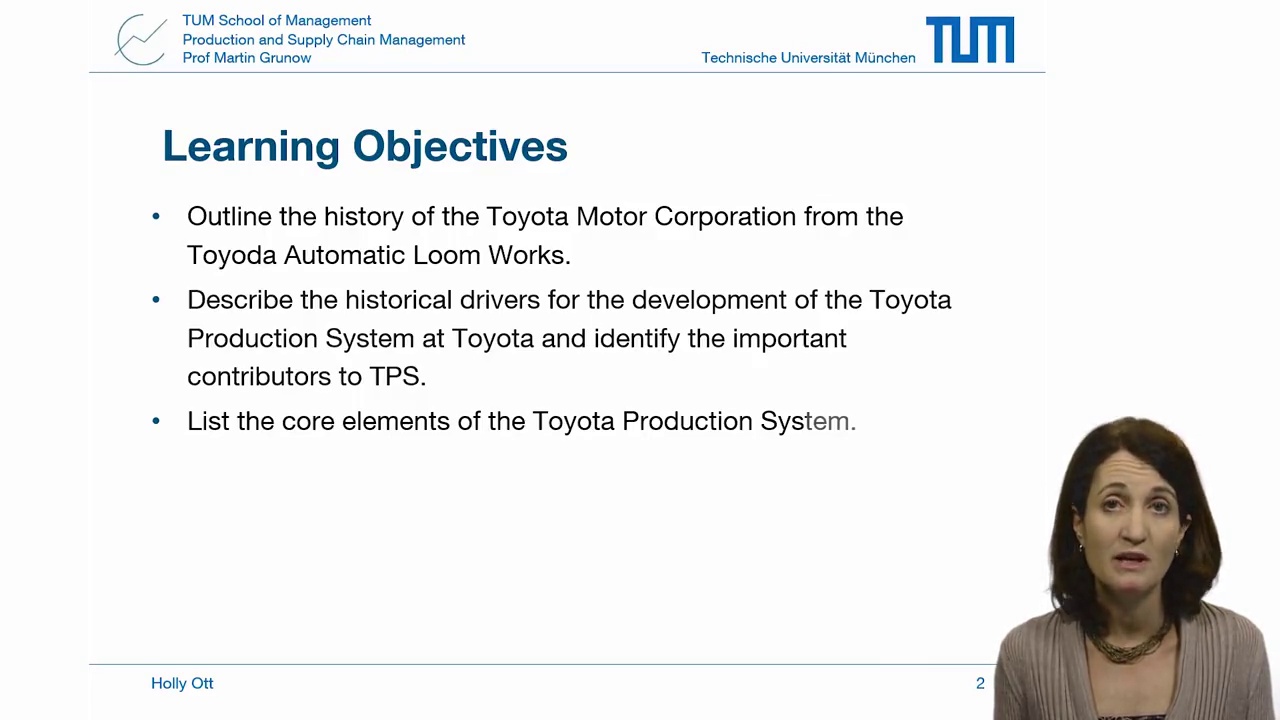 TUM School of Management
Production and Supply Chain Management
Prof Martin Grunow
Technische Universität München
TUM
Learning Objectives
• Outline the history of the Toyota Motor Corporation from the
Toyoda Automatic Loom Works.
• Describe the historical drivers for the development of the Toyota
Production System at Toyota and identify the important
contributors to TPS.
• List the core elements of the Toyota Production System.
Holly Ott
2